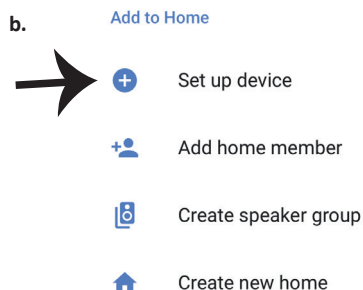 b.
Add to Home
Set up device
Add home member
Create speaker group
Create new home